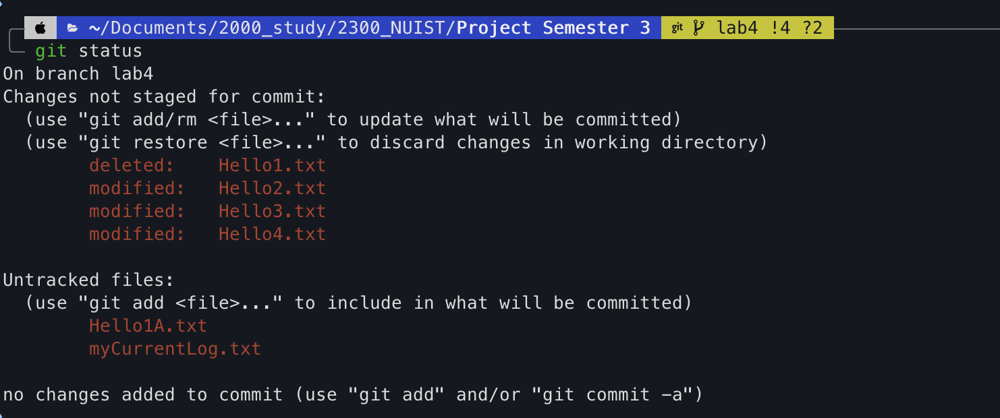 ~/Documents/2000_study/2300_NUIST/Project Semester 3 git lab4 !4 ?2
git status
On branch lab4
Changes not staged for commit:
  (use "git add/rm <file>..." to update what will be committed)
  (use "git restore <file>..." to discard changes in working directory)
        deleted:    Hello1.txt
        modified:   Hello2.txt
        modified:   Hello3.txt
        modified:   Hello4.txt
Untracked files:
  (use "git add <file>..." to include in what will be committed)
        Hello1A.txt
        myCurrentLog.txt
no changes added to commit (use "git add" and/or "git commit -a")